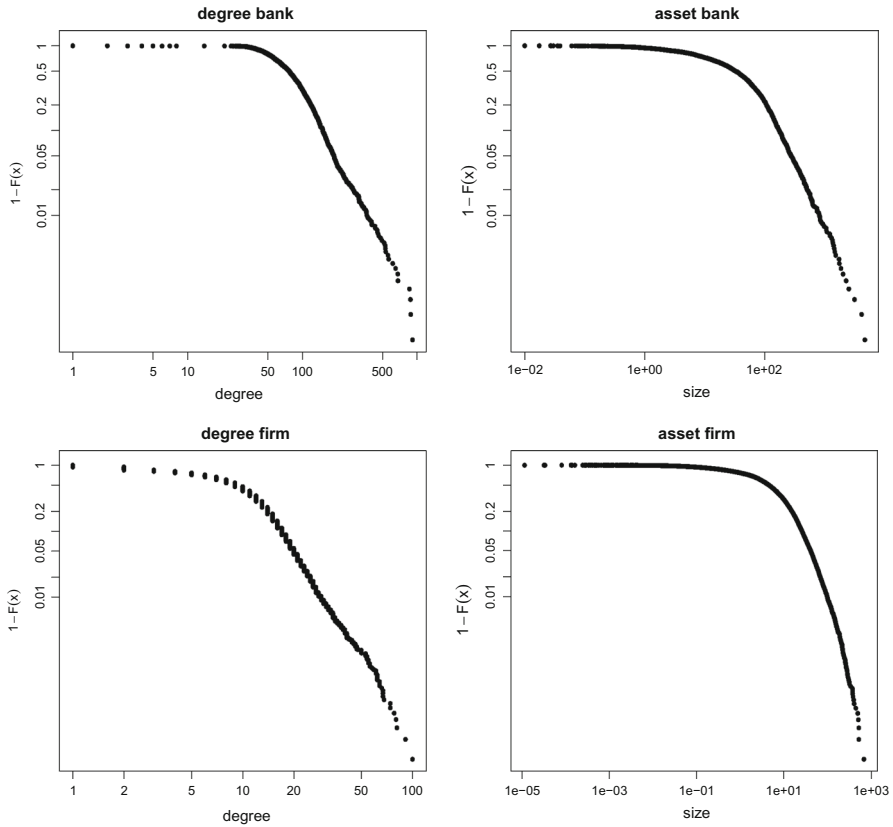 degree bank
1 − F(x)
1
0.5
0.2
0.05
0.01
1 5 10 50 100 500
degree
asset bank
1 − F(x)
1
0.5
0.2
0.05
0.01
1e−02 1e+00 1e+02
size
degree firm
1 − F(x)
1
0.2
0.05
0.01
1 2 5 10 20 50 100
degree
asset firm
1 − F(x)
1
0.2
0.05
0.01
1e−05 1e−03 1e−01 1e+01 1e+03
size